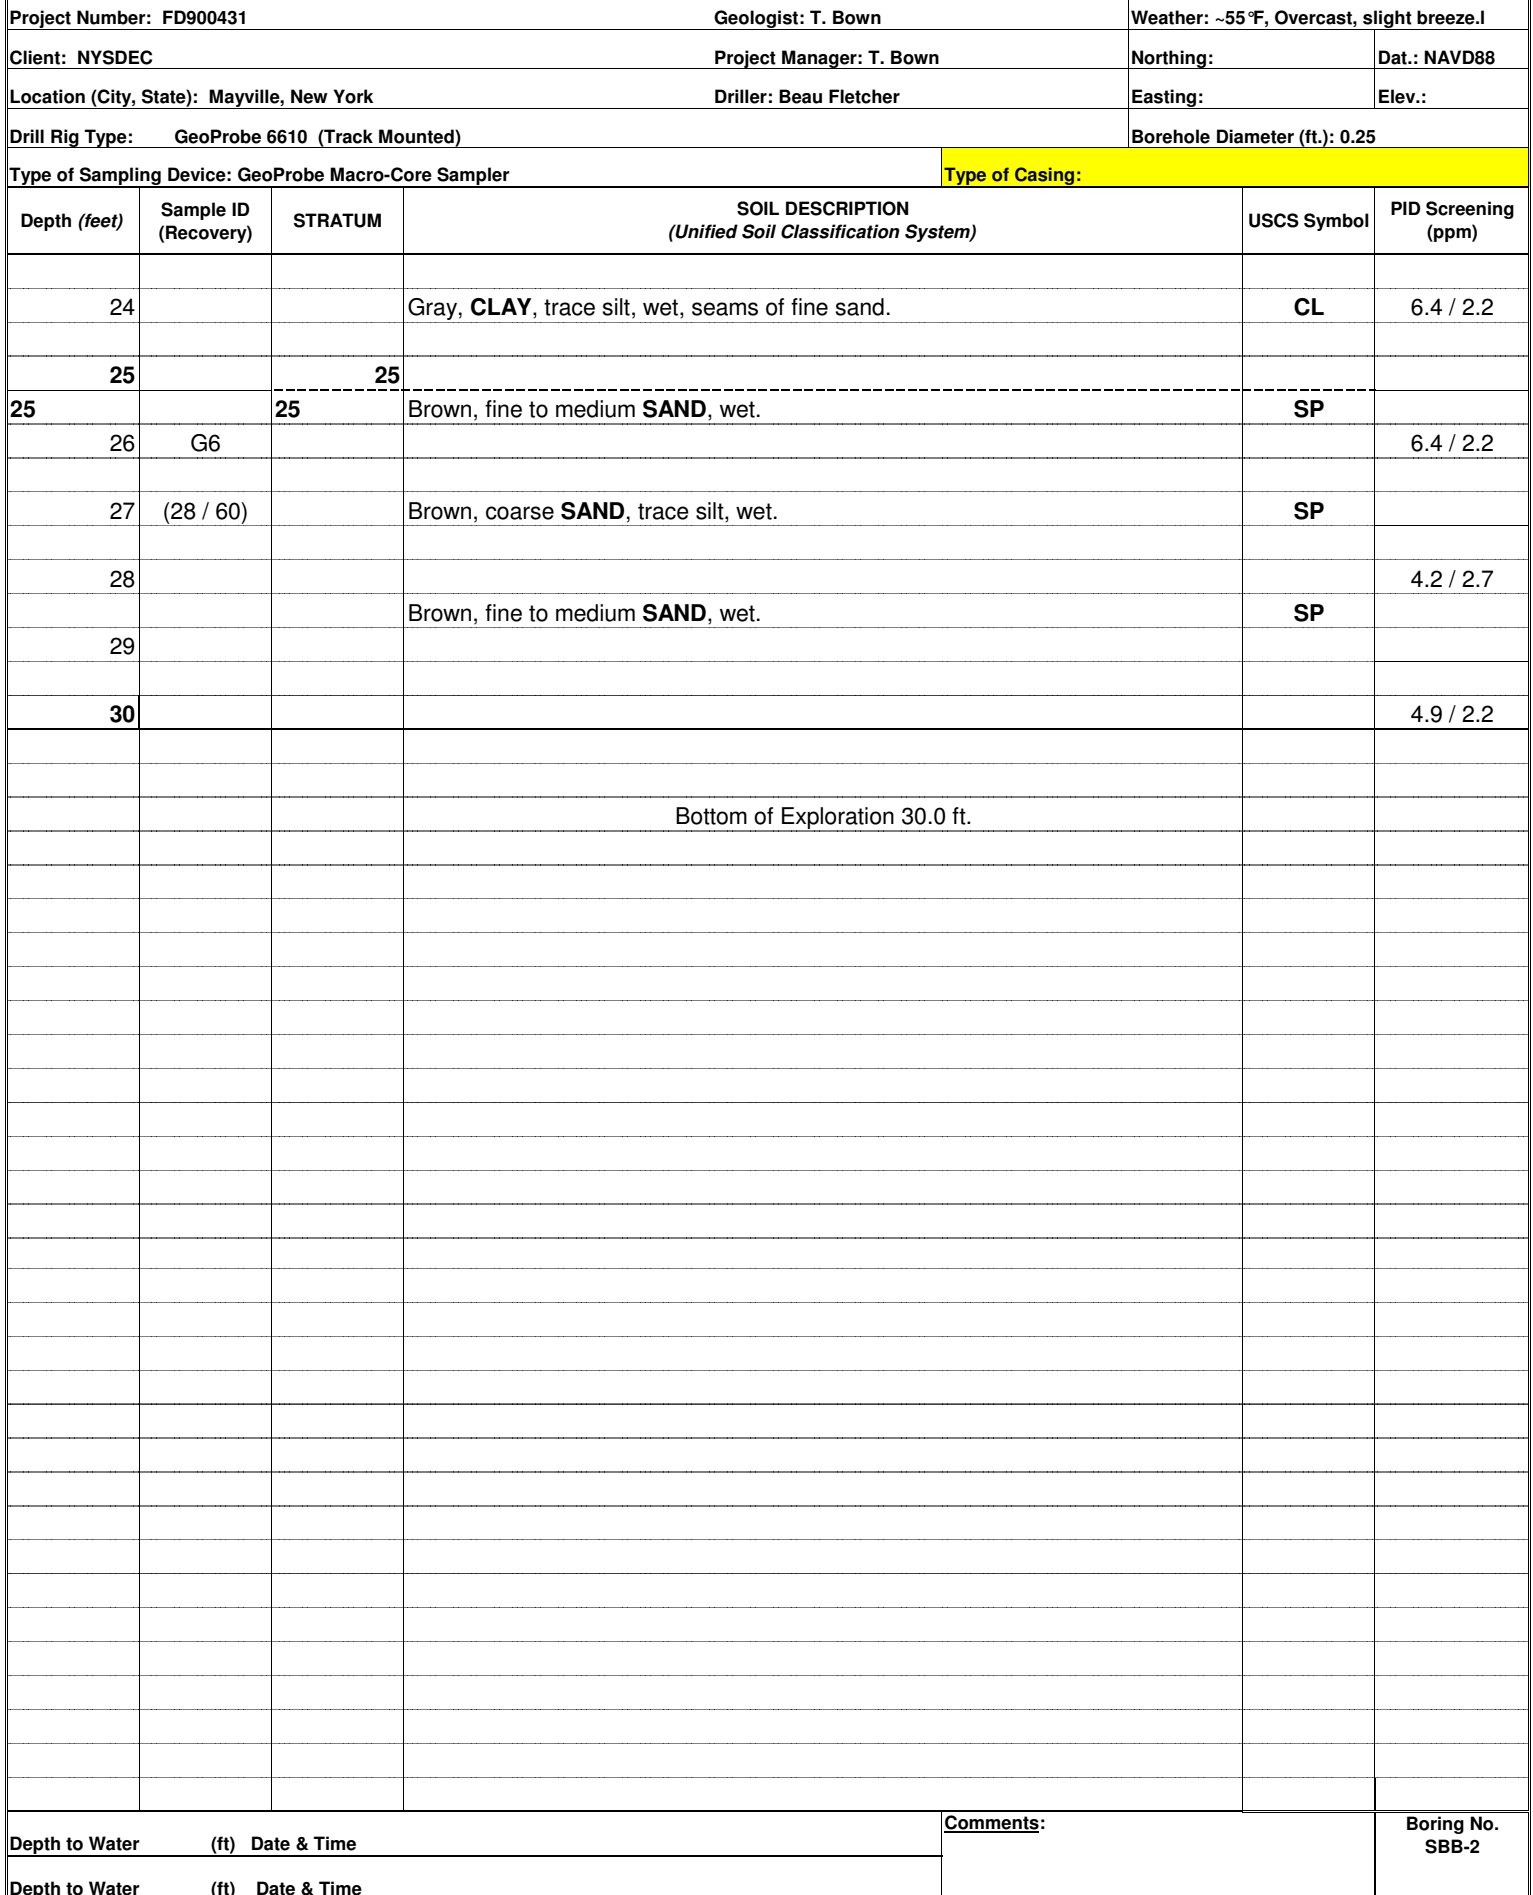 Project Number: FD900431 Geologist: T. Bown Weather: ~55°F, Overcast, slight breeze.l
Client: NYSDEC Project Manager: T. Bown Northing: Dat.: NAVD88
Location (City, State): Mayville, New York Driller: Beau Fletcher Easting: Elev.:
Drill Rig Type: GeoProbe 6610 (Track Mounted) Borehole Diameter (ft.): 0.25
Type of Sampling Device: GeoProbe Macro-Core Sampler Type of Casing:
Depth (feet) Sample ID (Recovery) STRATUM SOIL DESCRIPTION (Unified Soil Classification System) USCS Symbol PID Screening (ppm)
24 Gray, CLAY, trace silt, wet, seams of fine sand. CL 6.4 / 2.2
25 25
25 25 Brown, fine to medium SAND, wet. SP
26 G6 6.4 / 2.2
27 (28 / 60) Brown, coarse SAND, trace silt, wet. SP
28 4.2 / 2.7
Brown, fine to medium SAND, wet. SP
29
30 4.9 / 2.2
Bottom of Exploration 30.0 ft.
Comments: Boring No.
Depth to Water (ft) Date & Time SBB-2
Depth to Water (ft) Date & Time